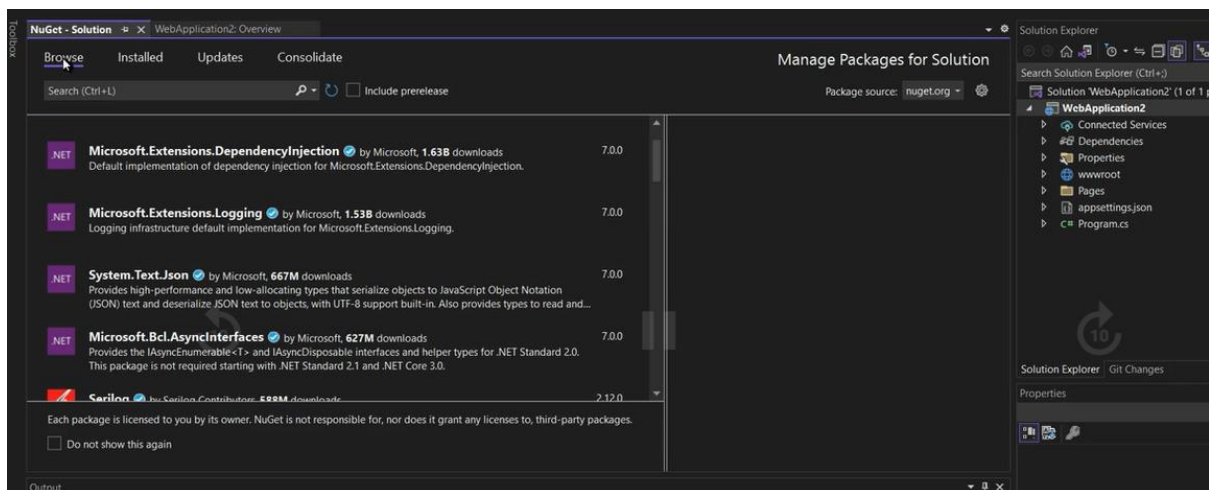 Toolbox
NuGet - Solution WebApplication2: Overview
Browse Installed Updates Consolidate
Manage Packages for Solution
Search (Ctrl+L) Include prerelease Package source: nuget.org
.NET Microsoft.Extensions.DependencyInjection by Microsoft, 1.63B downloads 7.0.0
Default implementation of dependency injection for Microsoft.Extensions.DependencyInjection.
.NET Microsoft.Extensions.Logging by Microsoft, 1.53B downloads 7.0.0
Logging infrastructure default implementation for Microsoft.Extensions.Logging.
.NET System.Text.Json by Microsoft, 667M downloads 7.0.0
Provides high-performance and low-allocating types that serialize objects to JavaScript Object Notation
(JSON) text and deserialize JSON text to objects, with UTF-8 support built-in. Also provides types to read and...
.NET Microsoft.Bcl.AsyncInterfaces by Microsoft, 627M downloads 7.0.0
Provides the IAsyncEnumerable<T> and IAsyncDisposable interfaces and helper types for .NET Standard 2.0.
This package is not required starting with .NET Standard 2.1 and .NET Core 3.0.
Serilog by Serilog Contributors, 588M downloads 2.12.0
Each package is licensed to you by its owner. NuGet is not responsible for, nor does it grant any licenses to, third-party packages.
Do not show this again
Output
Solution Explorer
Search Solution Explorer (Ctrl+;)
Solution 'WebApplication2' (1 of 1 p
WebApplication2
Connected Services
Dependencies
Properties
wwwroot
Pages
appsettings.json
C# Program.cs
10
Solution Explorer Git Changes
Properties